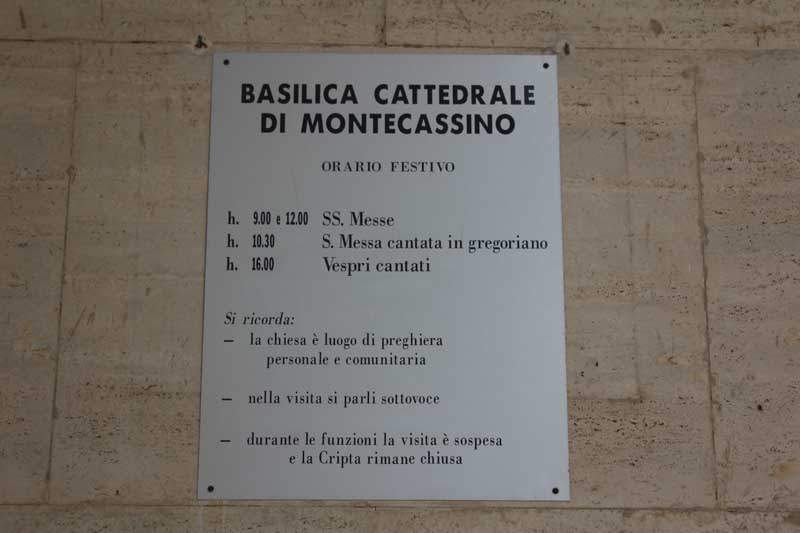 BASILICA CATTEDRALE
DI MONTECASSINO
ORARIO FESTIVO
h. 9.00 e 12.00 SS. Messe
h. 10.30 S. Messa cantata in gregoriano
h. 16.00 Vespri cantati
Si ricorda:
– la chiesa è luogo di preghiera
personale e comunitaria
– nella visita si parli sottovoce
– durante le funzioni la visita è sospesa
e la Cripta rimane chiusa